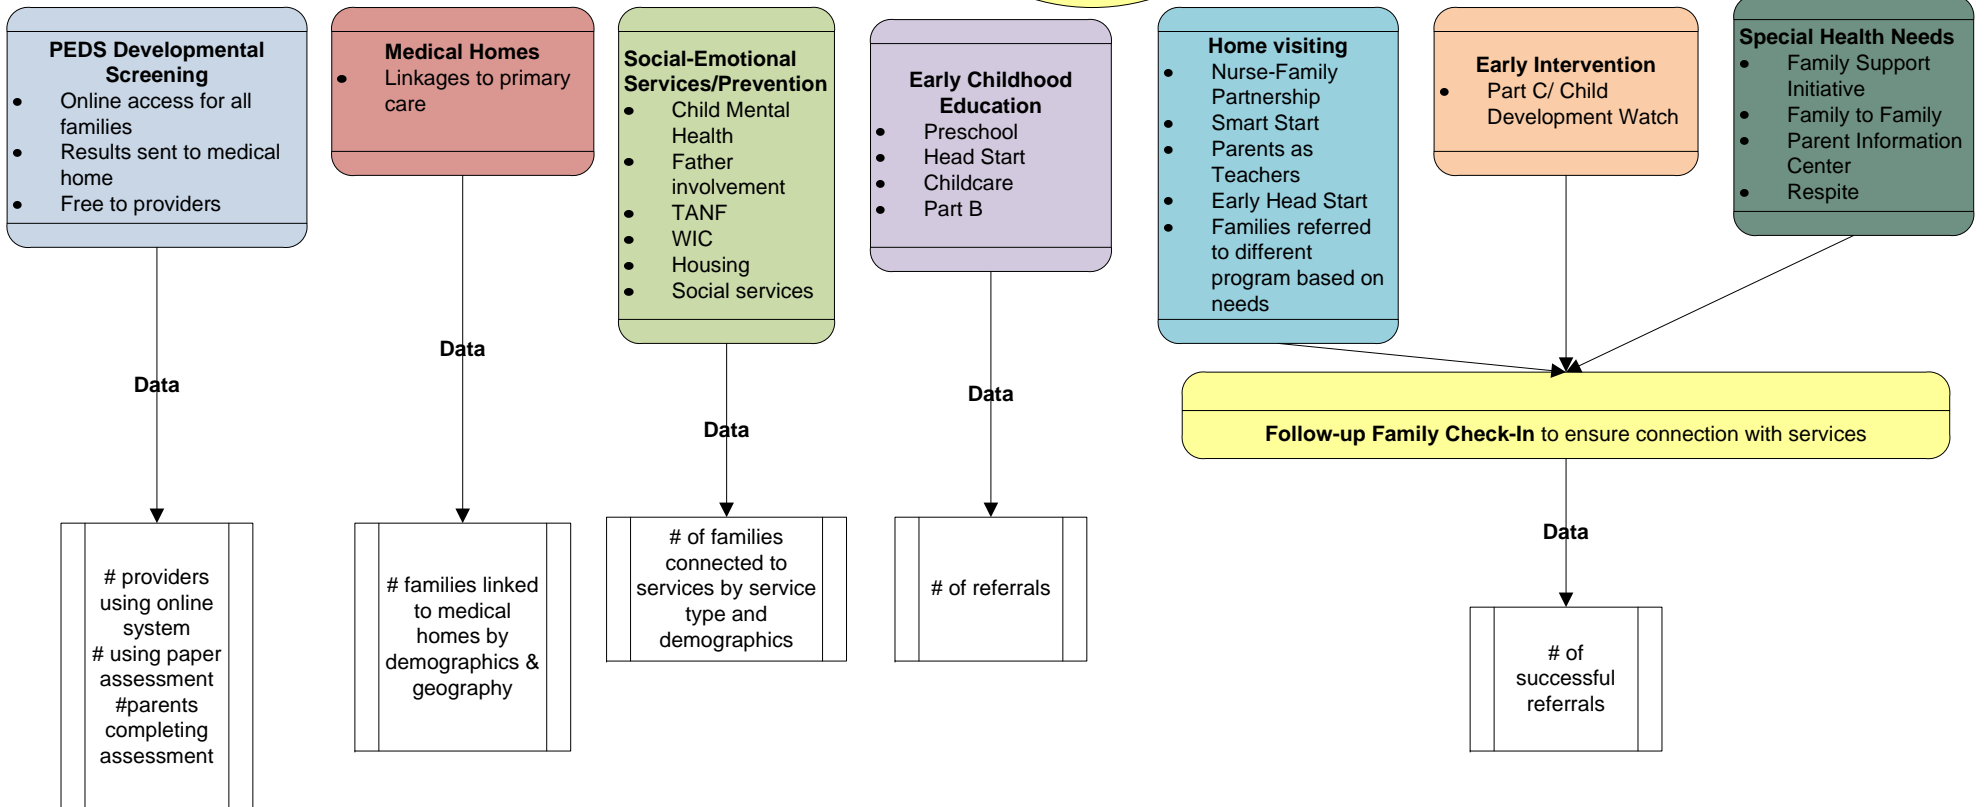 PEDS Developmental
Screening
• Online access for all
families
• Results sent to medical
home
• Free to providers
Medical Homes
• Linkages to primary
care
Social-Emotional
Services/Prevention
• Child Mental
Health
• Father
involvement
• TANF
• WIC
• Housing
• Social services
Early Childhood
Education
• Preschool
• Head Start
• Childcare
• Part B
Home visiting
• Nurse-Family
Partnership
• Smart Start
• Parents as
Teachers
• Early Head Start
• Families referred
to different
program based on
needs
Early Intervention
• Part C/ Child
Development Watch
Special Health Needs
• Family Support
Initiative
• Family to Family
• Parent Information
Center
• Respite
Data
Data
Data
Data
Follow-up Family Check-In to ensure connection with services
Data
# providers
using online
system
# using paper
assessment
#parents
completing
assessment
# families linked
to medical
homes by
demographics &
geography
# of families
connected to
services by service
type and
demographics
# of referrals
# of
successful
referrals